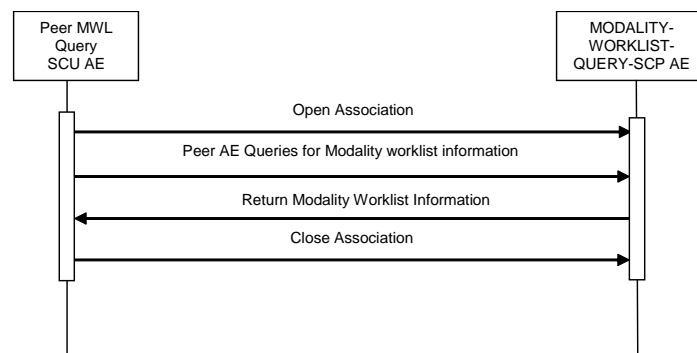 Peer MWL
Query
SCU AE
MODALITY-
WORKLIST-
QUERY-SCP AE
Open Association
Peer AE Queries for Modality worklist information
Return Modality Worklist Information
Close Association